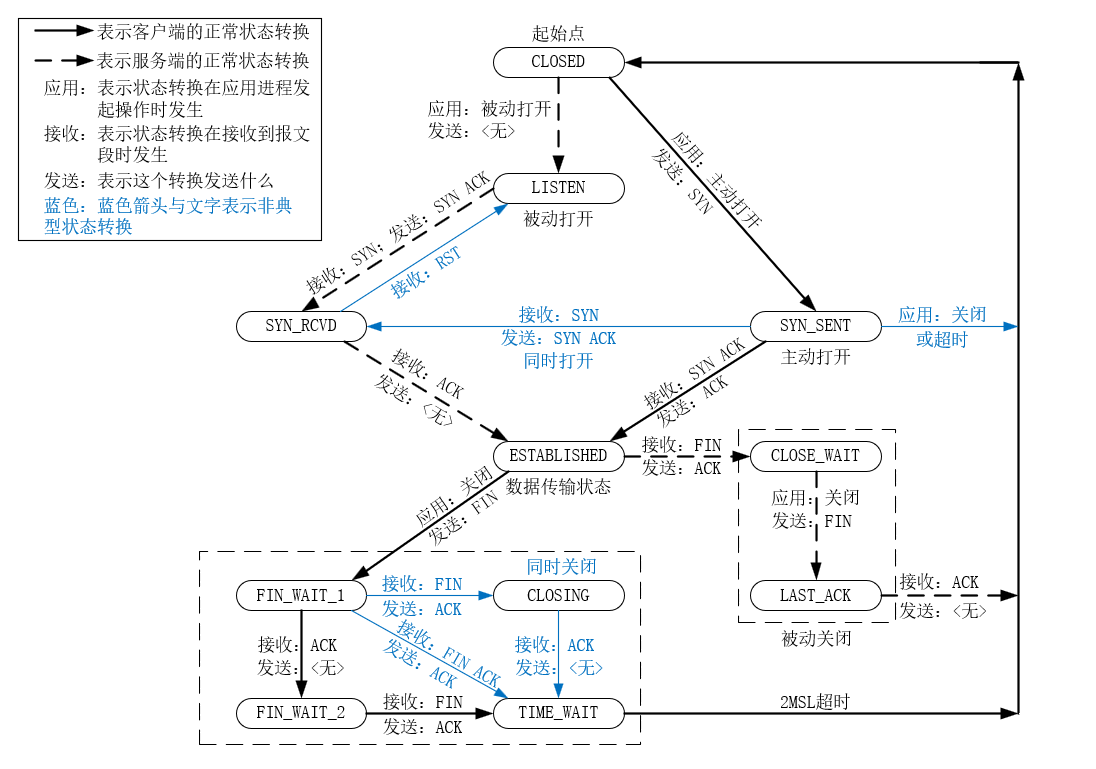 表示客户端的正常状态转换
表示服务端的正常状态转换
应用：表示状态转换在应用进程发
起操作时发生
接收：表示状态转换在接收到报文
段时发生
发送：表示这个转换发送什么
蓝色：蓝色箭头与文字表示非典
型状态转换
起始点
CLOSED
应用：被动打开
发送：<无>
应用：主动打开
发送：SYN
LISTEN
被动打开
接收：SYN；发送：SYN ACK
接收：RST
SYN_RCVD
接收：SYN
发送：SYN ACK
同时打开
SYN_SENT
主动打开
应用：关闭
或超时
接收：ACK
发送：<无>
接收：SYN ACK
发送：ACK
ESTABLISHED
数据传输状态
接收：FIN
发送：ACK
CLOSE_WAIT
应用：关闭
发送：FIN
应用：关闭
发送：FIN
LAST_ACK
接收：ACK
发送：<无>
被动关闭
FIN_WAIT_1
接收：FIN
发送：ACK
同时关闭
CLOSING
接收：ACK
发送：<无>
接收：FIN ACK
发送：ACK
接收：ACK
发送：<无>
FIN_WAIT_2
接收：FIN
发送：ACK
TIME_WAIT
2MSL超时